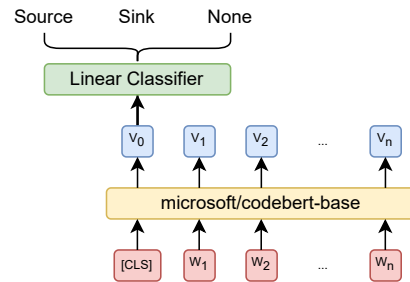 Source Sink None
Linear Classifier
V0 V1 V2 ... Vn
microsoft/codebert-base
[CLS] W1 W2 ... Wn